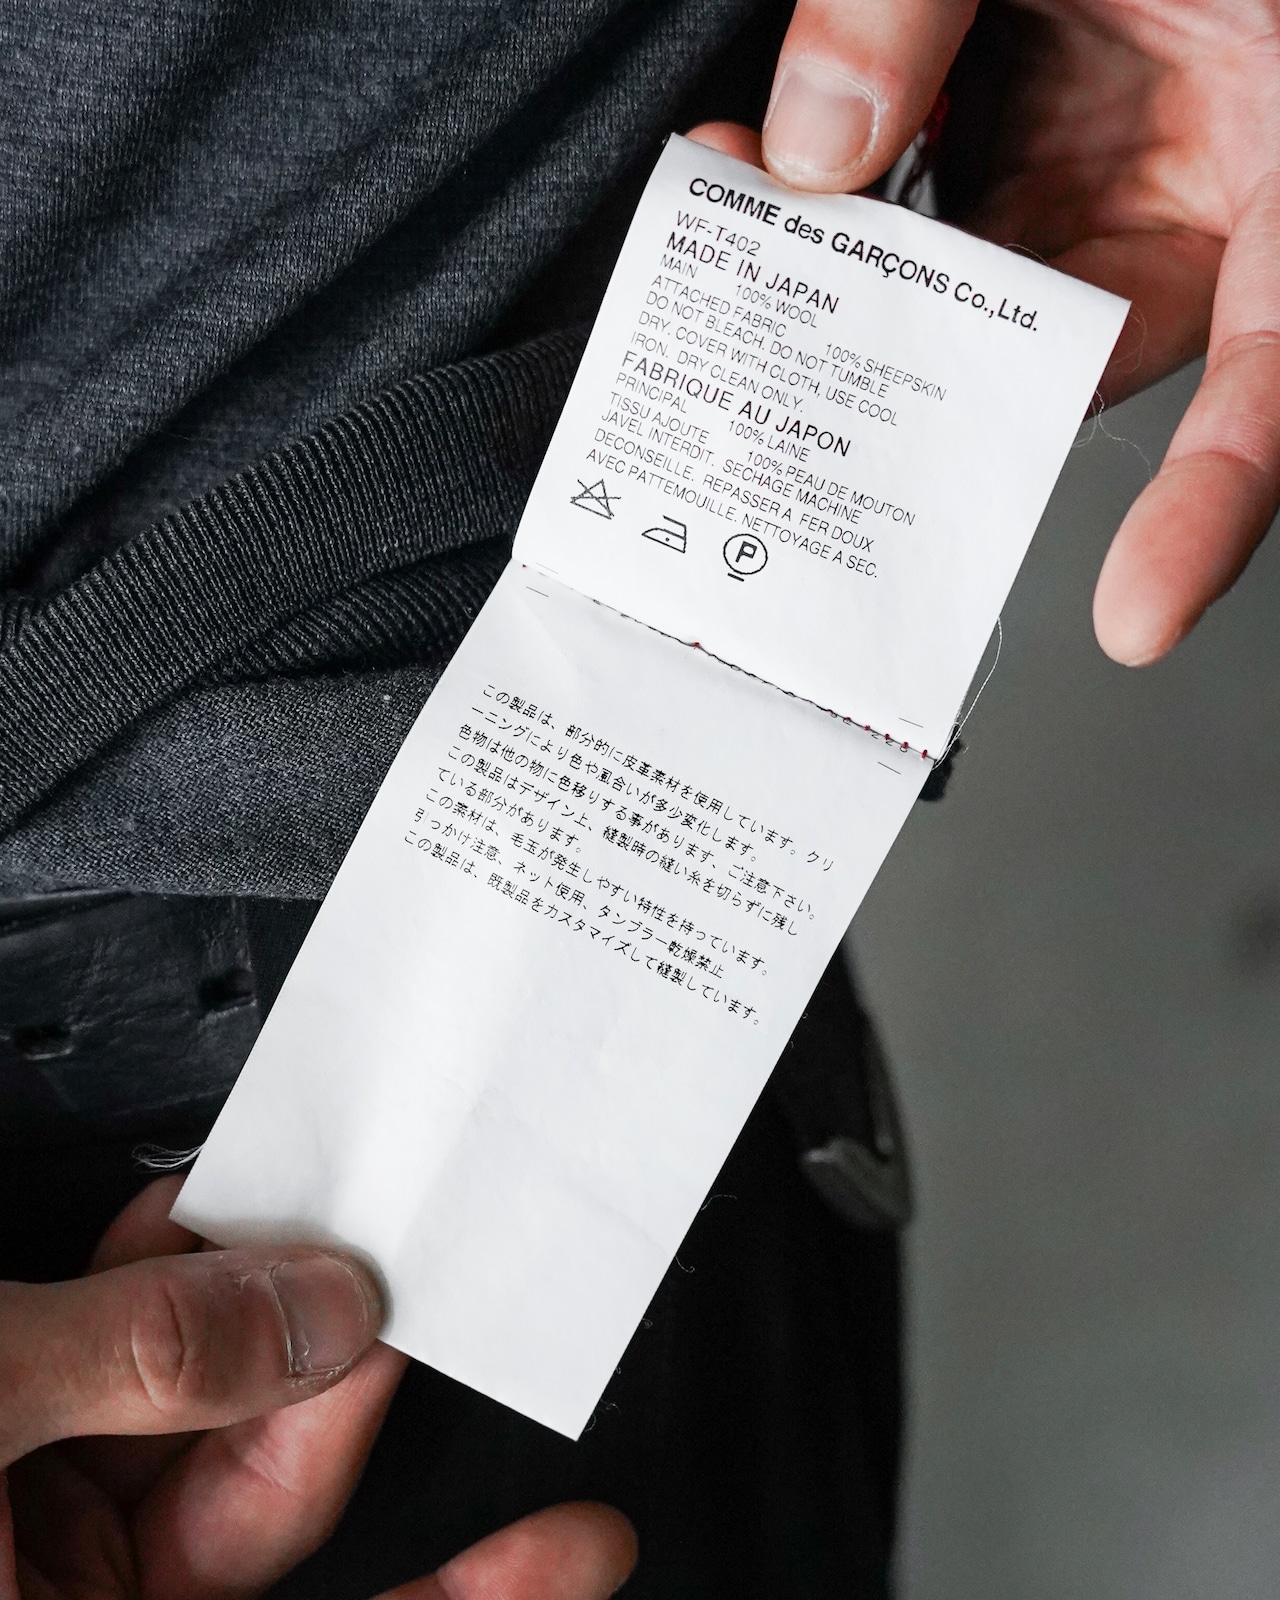 COMME des GARÇONS Co.,Ltd.
WF-T402
MADE IN JAPAN
MAIN 100% WOOL
ATTACHED FABRIC 100% SHEEPSKIN
DO NOT BLEACH. DO NOT TUMBLE
DRY. COVER WITH CLOTH, USE COOL
IRON. DRY CLEAN ONLY.
FABRIQUE AU JAPON
PRINCIPAL 100% LAINE
TISSU AJOUTE 100% PEAU DE MOUTON
JAVEL INTERDIT. SECHAGE MACHINE
DECONSEILLE. REPASSER A FER DOUX
AVEC PATTEMOUILLE. NETTOYAGE A SEC.
P
この製品は、部分的に皮革素材を使用しています。クリ
ーニングにより色や風合いが多少変化します。
色物は他の物に色移りする事があります、ご注意下さい。
この製品はデザイン上、縫製時の縫い糸を切らずに残し
ている部分があります。
この素材は、毛玉が発生しやすい特性を持っています。
引っかけ注意、ネット使用、タンブラー乾燥禁止
この製品は、既製品をカスタマイズして縫製しています。